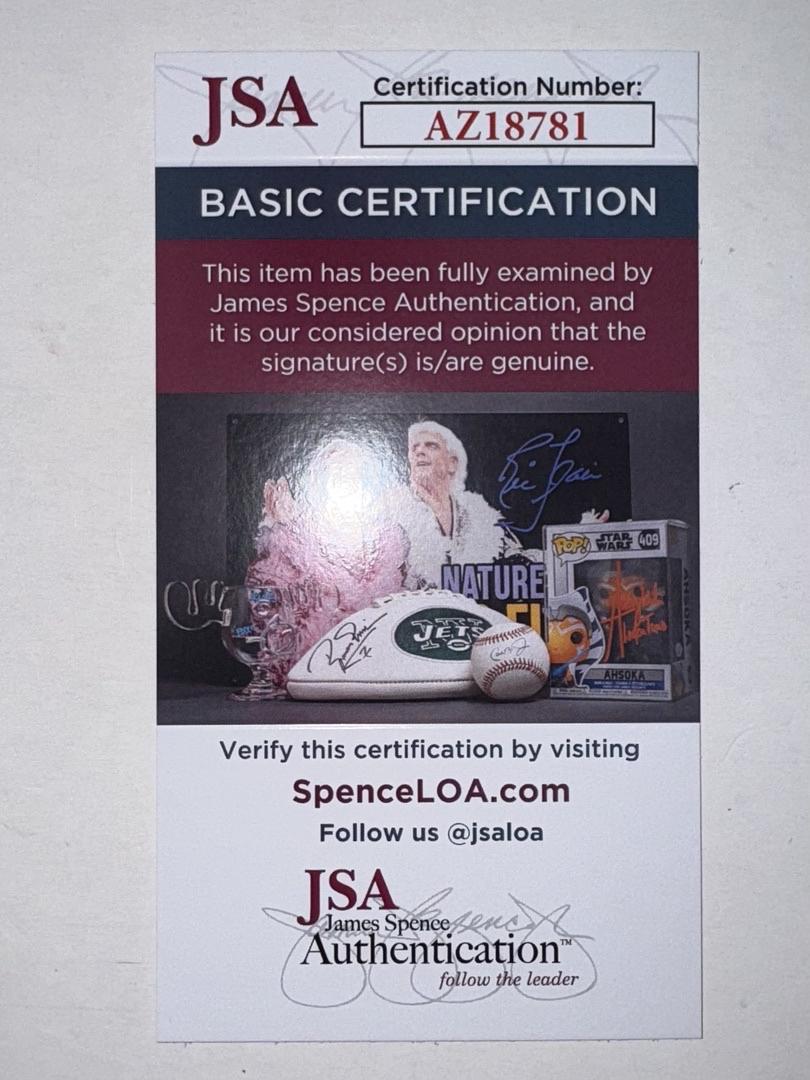 JSA
Certification Number:
AZ18781
BASIC CERTIFICATION
This item has been fully examined by
James Spence Authentication, and
it is our considered opinion that the
signature(s) is/are genuine.
NATURE
JETS
POP!
STAR
WARS
409
AHSOKA
AHSOKA
Verify this certification by visiting
SpenceLOA.com
Follow us @jsaloa
JSA
James Spence
Authentication™
follow the leader